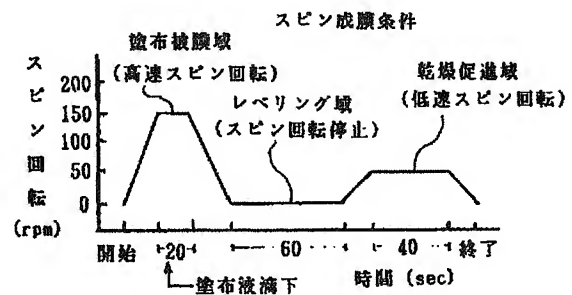 スピン成膜条件
塗布被膜域
(高速スピン回転)
乾燥促進域
(低速スピン回転)
レベリング域
(スピン回転停止)
スピン回転
(rpm)
200
150
100
50
0
開始
20
60
40
終了
塗布液滴下
時間 (sec)